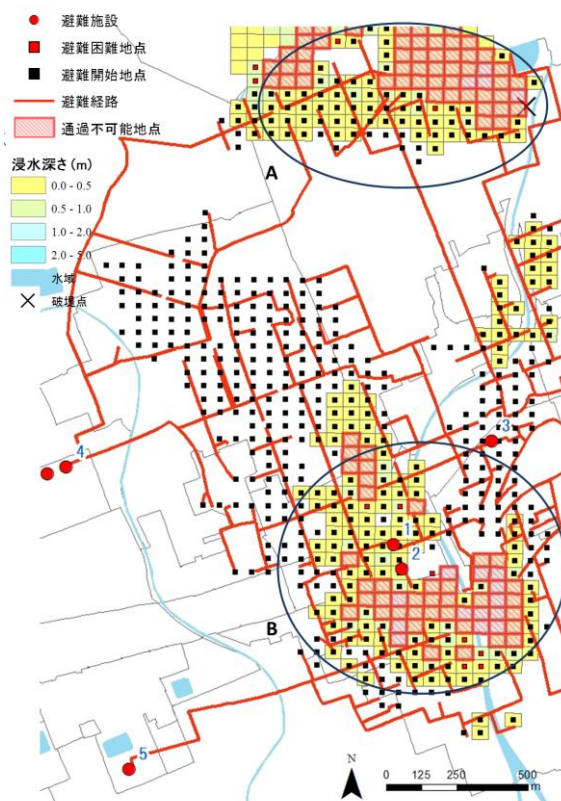 避難施設
避難困難地点
避難開始地点
避難経路
通過不可能地点
浸水深さ(m)
0.0 - 0.5
0.5 - 1.0
1.0 - 2.0
2.0 - 5.0
水域
破堤点
A
3
4
1
2
B
5
N
0 125 250 500
m